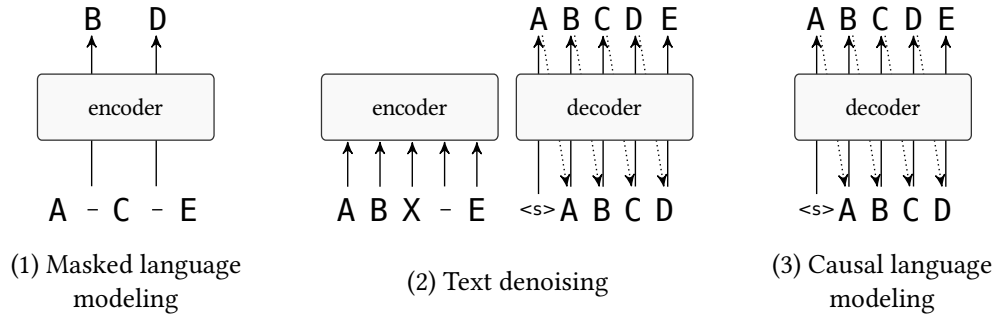 B D
encoder
A – C – E
(1) Masked language
modeling
A B C D E
encoder
decoder
A B X – E
<s> A B C D
(2) Text denoising
A B C D E
decoder
<s> A B C D
(3) Causal language
modeling